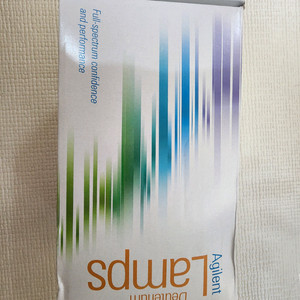 Agilent
Deuterium
Lamps
Full-spectrum confidence
and performance